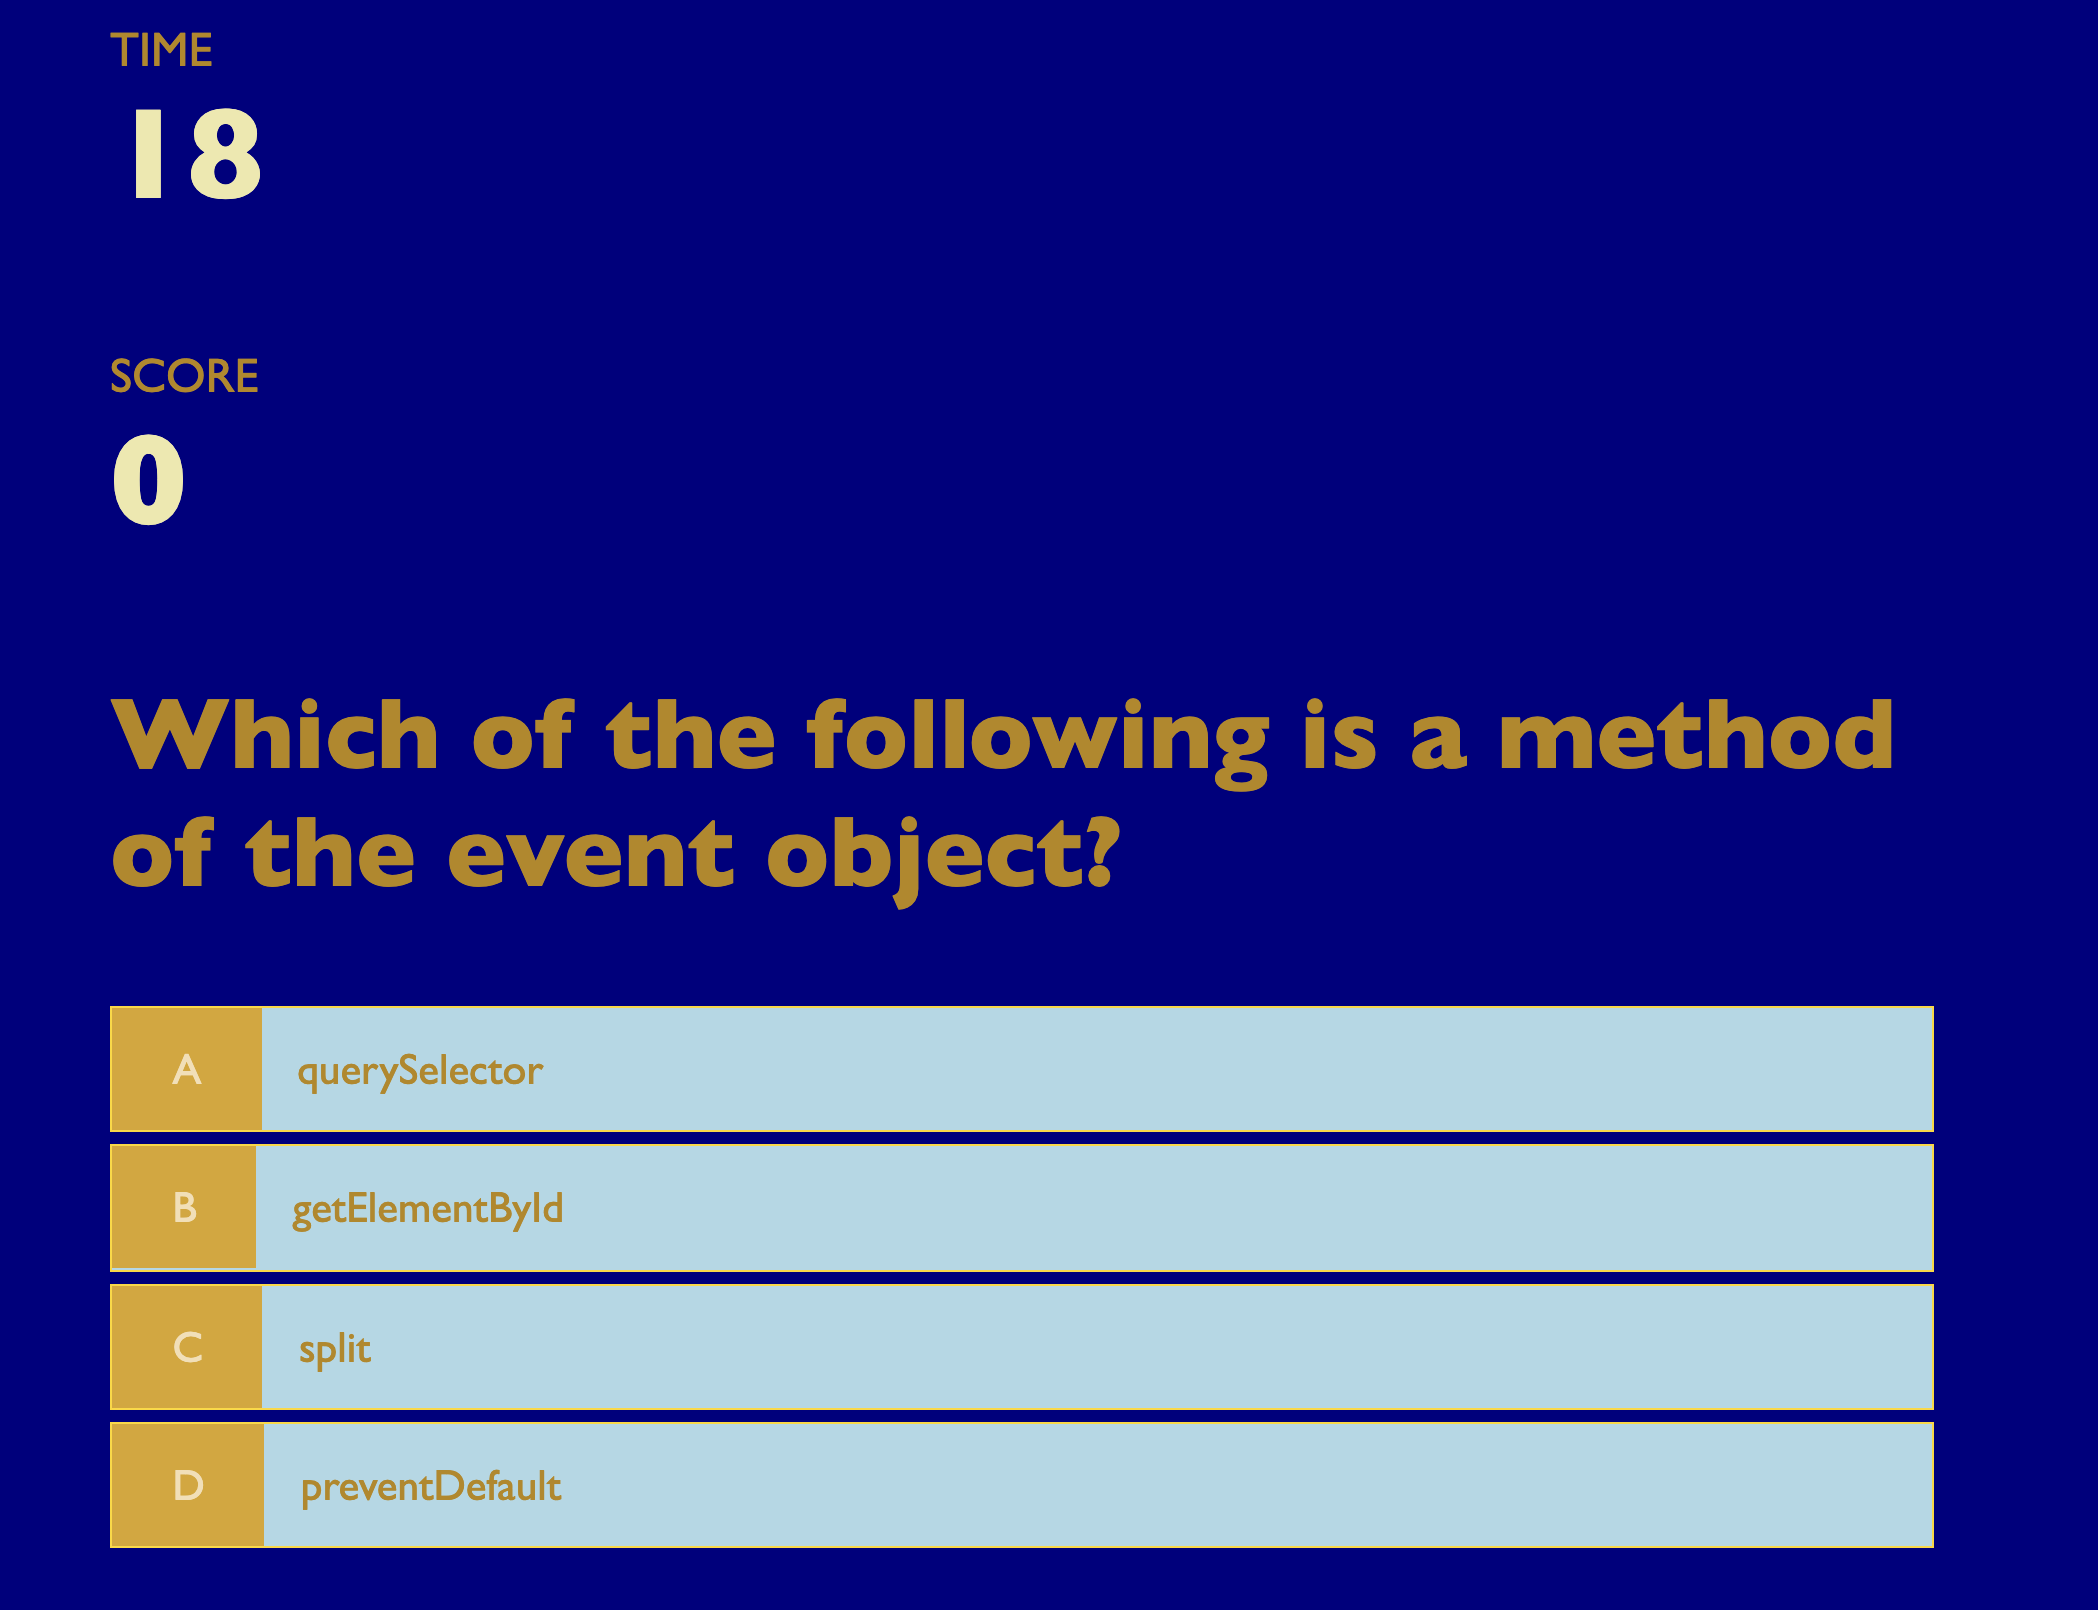 TIME
18
SCORE
0
Which of the following is a method
of the event object?
A querySelector
B getElementById
C split
D preventDefault